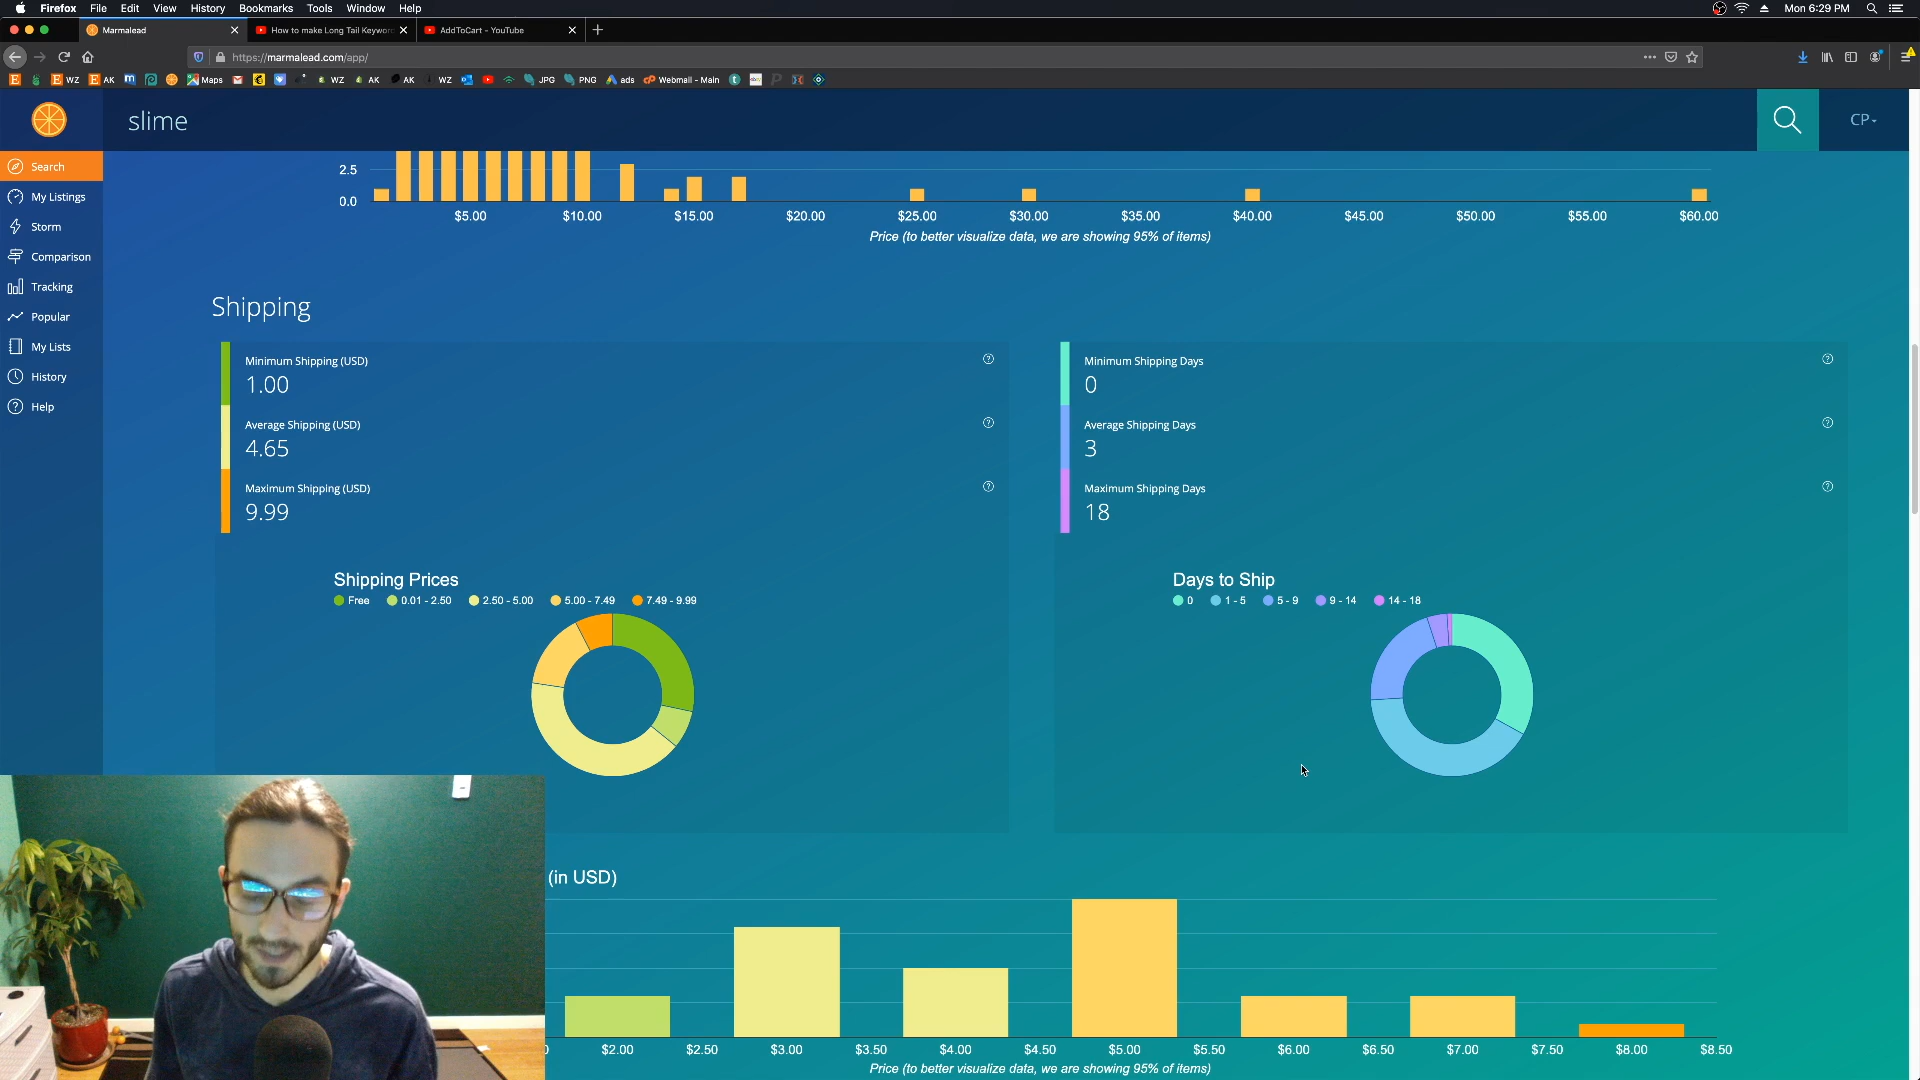 Firefox File Edit View History Bookmarks Tools Window Help Mon 6:29 PM
Marmalead How to make Long Tail Keywor AddToCart - YouTube
https://marmalead.com/app/
WZ AK Maps WZ AK AK WZ JPG PNG ads Webmail - Main
slime CP
Search
My Listings
Storm
Comparison
Tracking
Popular
My Lists
History
Help
2.5
0.0
$5.00 $10.00 $15.00 $20.00 $25.00 $30.00 $35.00 $40.00 $45.00 $50.00 $55.00 $60.00
Price (to better visualize data, we are showing 95% of items)
Shipping
Minimum Shipping (USD)
1.00
Average Shipping (USD)
4.65
Maximum Shipping (USD)
9.99
Shipping Prices
Free 0.01 - 2.50 2.50 - 5.00 5.00 - 7.49 7.49 - 9.99
Minimum Shipping Days
0
Average Shipping Days
3
Maximum Shipping Days
18
Days to Ship
0 1 - 5 5 - 9 9 - 14 14 - 18
(in USD)
$2.00 $2.50 $3.00 $3.50 $4.00 $4.50 $5.00 $5.50 $6.00 $6.50 $7.00 $7.50 $8.00 $8.50
Price (to better visualize data, we are showing 95% of items)